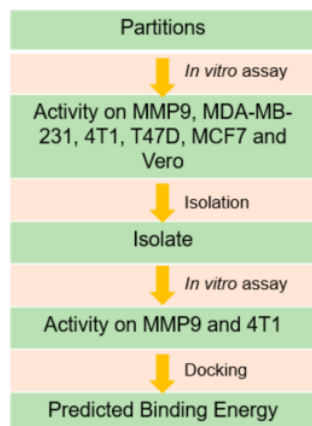 Partitions
In vitro assay
Activity on MMP9, MDA-MB-
231, 4T1, T47D, MCF7 and
Vero
Isolation
Isolate
In vitro assay
Activity on MMP9 and 4T1
Docking
Predicted Binding Energy